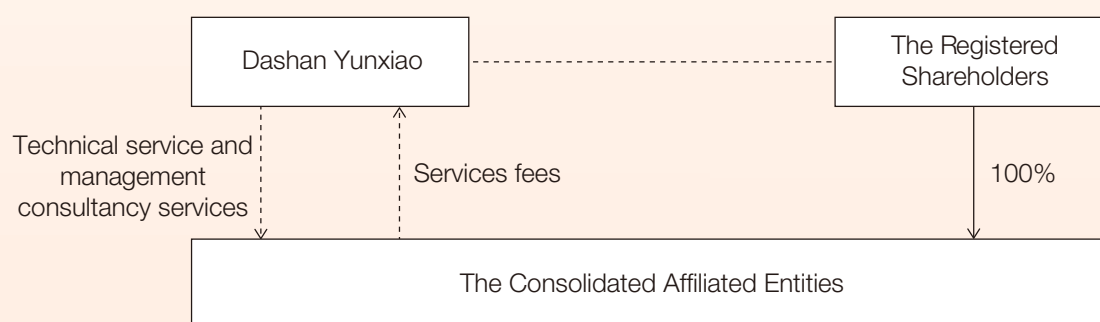 Dashan Yunxiao
The Registered
Shareholders
Technical service and
management
consultancy services
Services fees
100%
The Consolidated Affiliated Entities